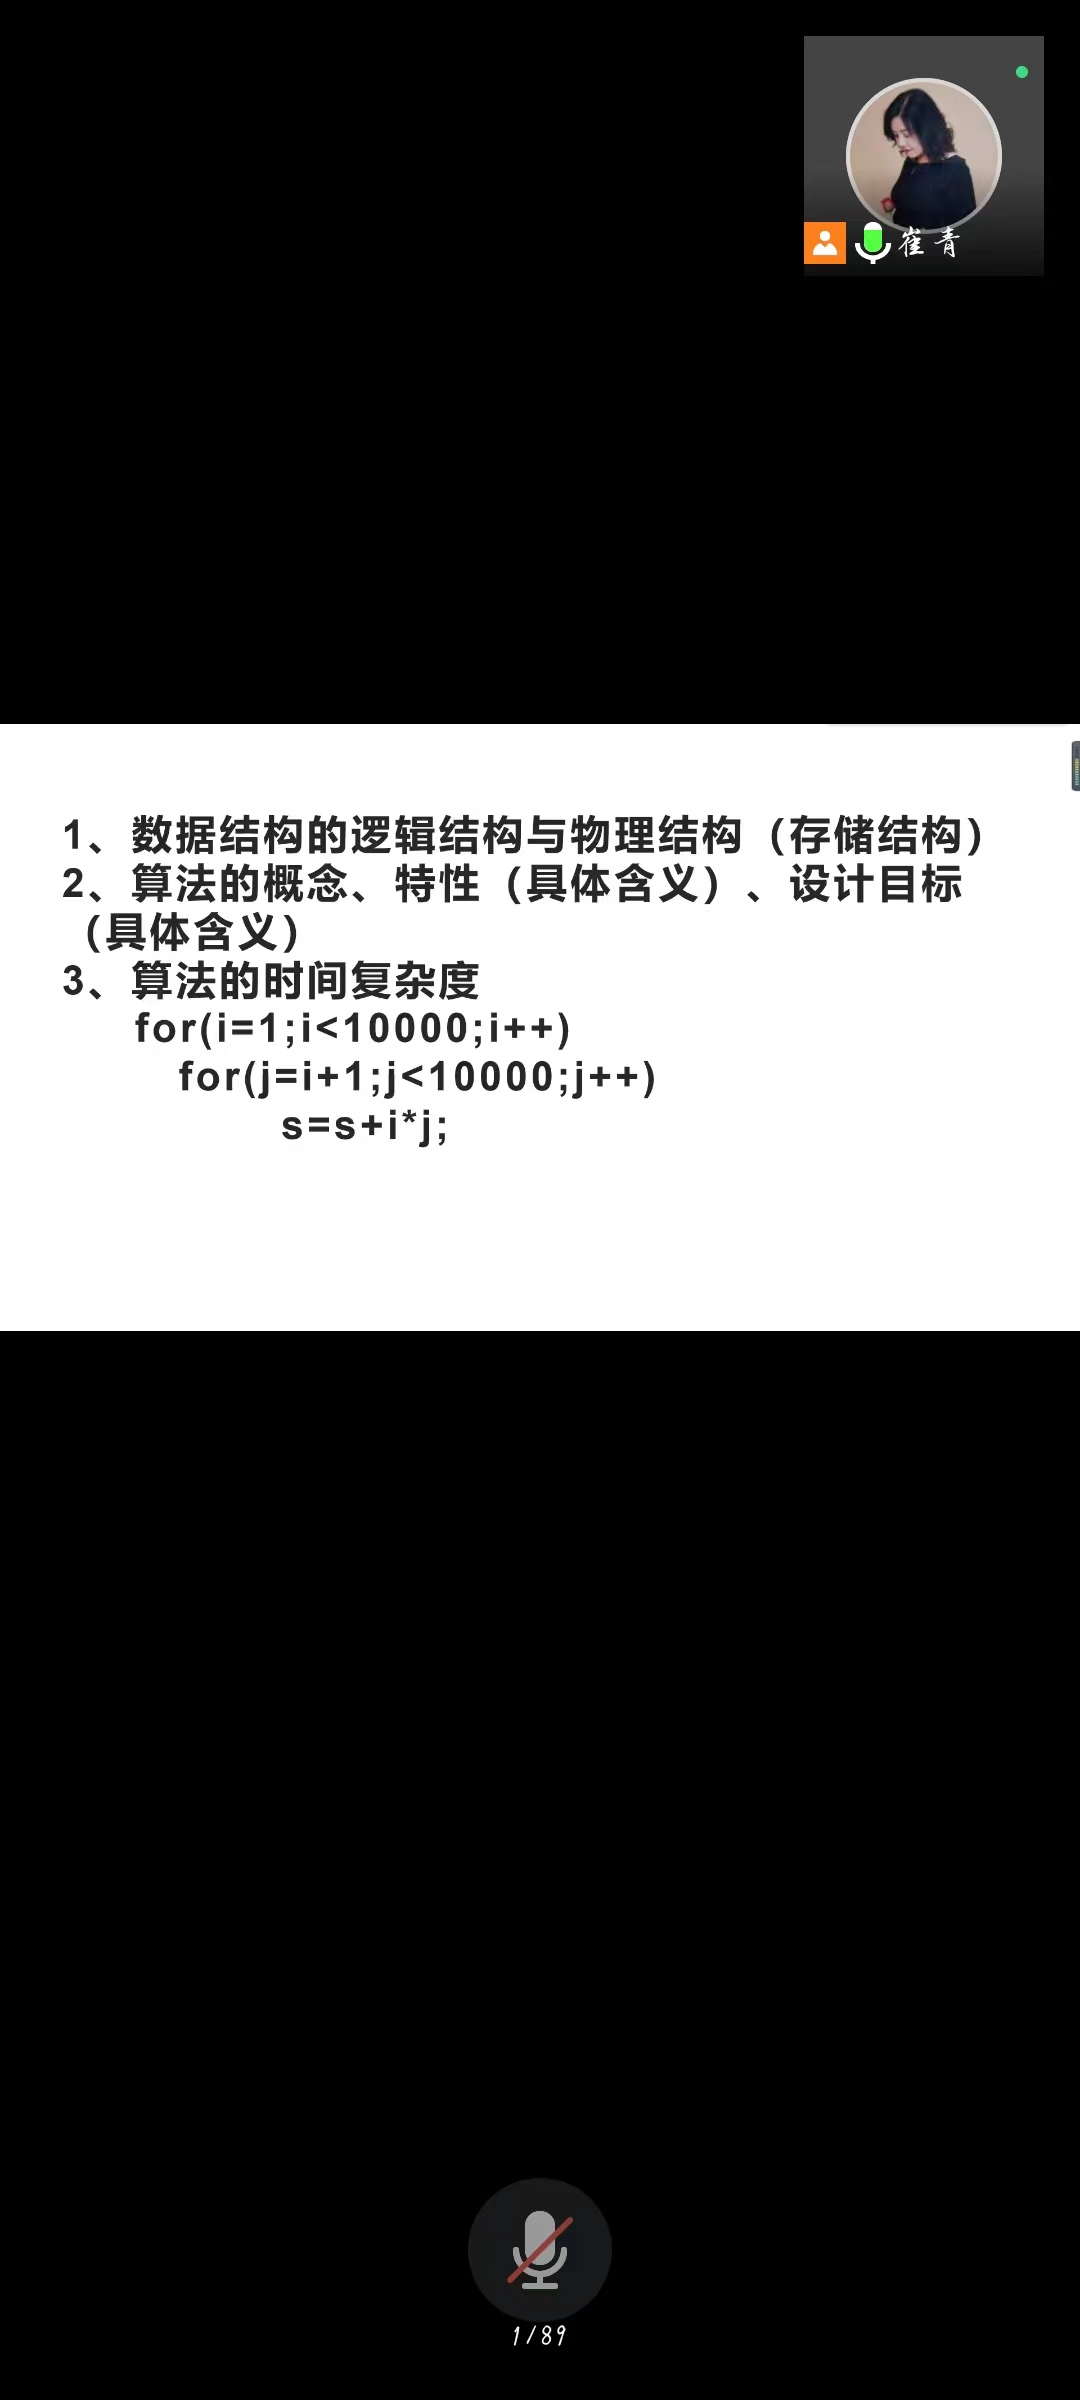 崔青
1、数据结构的逻辑结构与物理结构（存储结构）
2、算法的概念、特性（具体含义）、设计目标
（具体含义）
3、算法的时间复杂度
for(i=1;i<10000;i++)
for(j=i+1;j<10000;j++)
s=s+i*j;
1/89